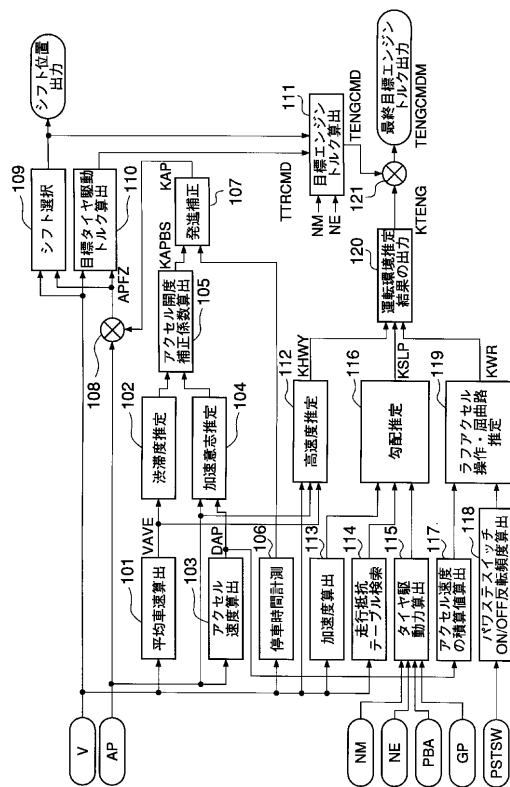 V
AP
NM
NE
PBA
GP
PSTSW
101
平均車速算出
VAVE
103
アクセル
速度算出
DAP
106
停車時間計測
113
加速度算出
114
走行抵抗
テーブル検索
115
タイヤ駆
動力算出
117
アクセル速度
の積算値算出
118
パワステスイッチ
ON/OFF反転頻度算出
102
渋滞度推定
104
加速意志推定
105
アクセル開度
補正係数算出
KAPBS
107
発進補正
KAP
108
APFZ
109
シフト選択
シフト位置
出力
110
目標タイヤ駆動
トルク算出
TTRCMD
NM
NE
111
目標エンジン
トルク算出
TENGCMD
112
高速度推定
KHWY
116
勾配推定
KSLP
119
ラフアクセル
操作・屈曲路
推定
KWR
120
運転環境推定
結果の出力
KTENG
121
最終目標エンジ
ントルク出力
TENGCMDM